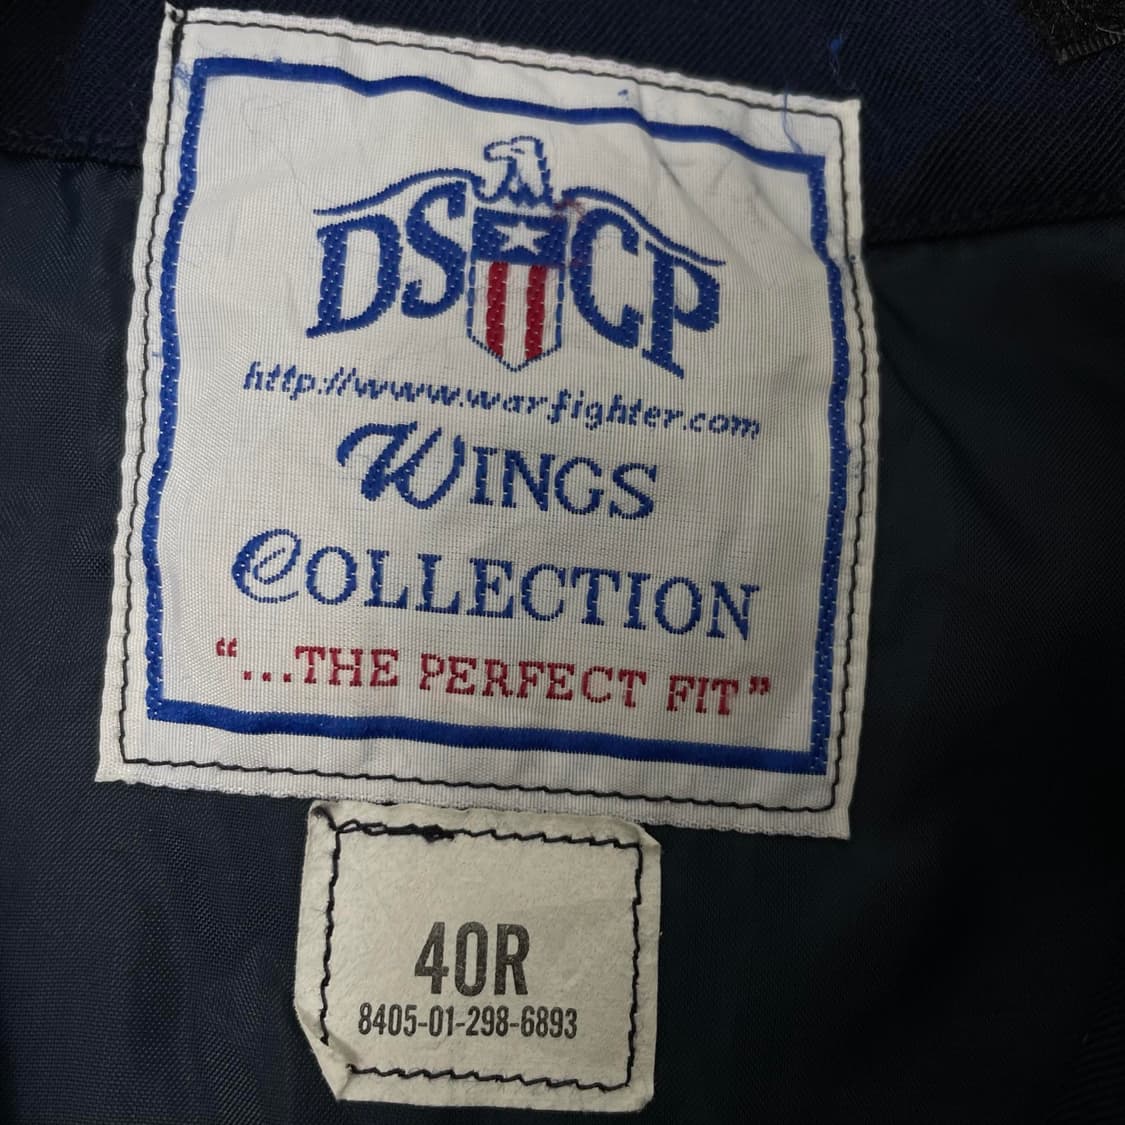 DSCP
http://www.warfighter.com
WINGS
COLLECTION
“...THE PERFECT FIT”
40R
8405-01-298-6893